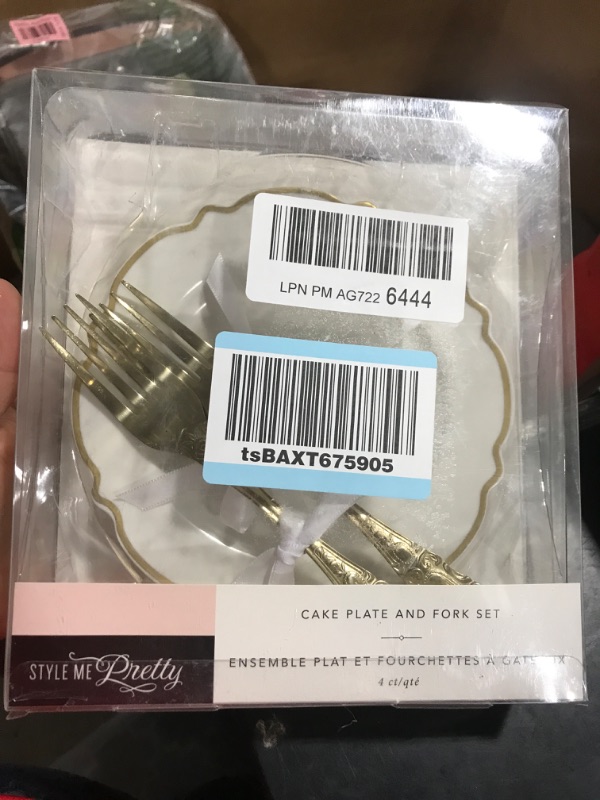 LPN PM AG722 6444
tsBAXT675905
CAKE PLATE AND FORK SET
ENSEMBLE PLAT ET FOURCHETTES À
4 ct/qté
STYLE ME Pretty